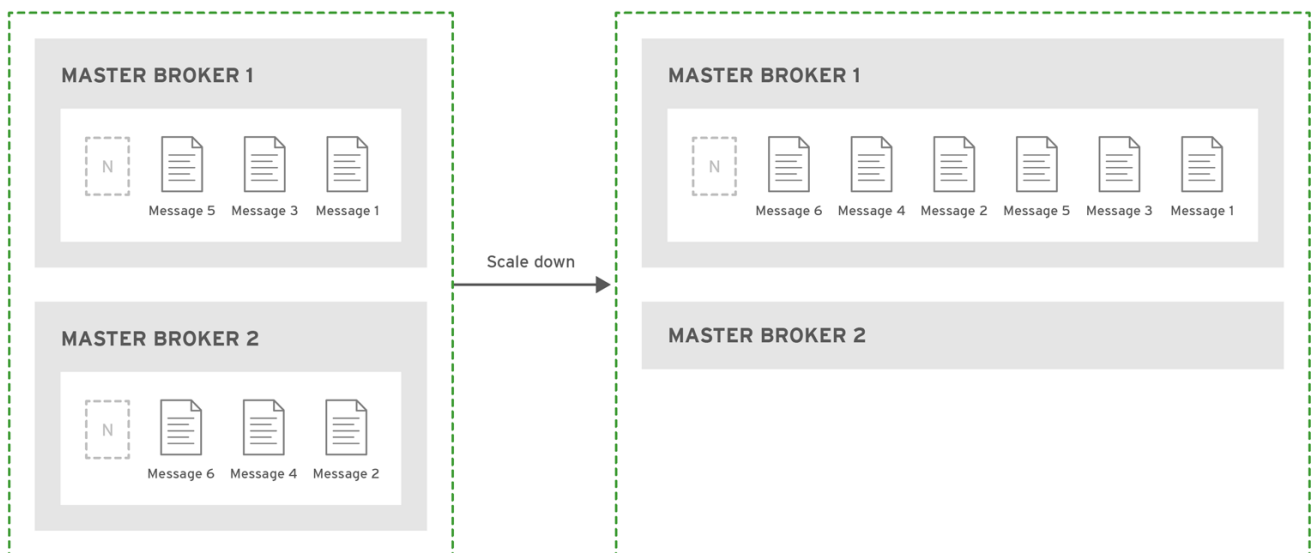 MASTER BROKER 1
N
Message 5 Message 3 Message 1
MASTER BROKER 2
N
Message 6 Message 4 Message 2
Scale down
MASTER BROKER 1
N
Message 6 Message 4 Message 2 Message 5 Message 3 Message 1
MASTER BROKER 2